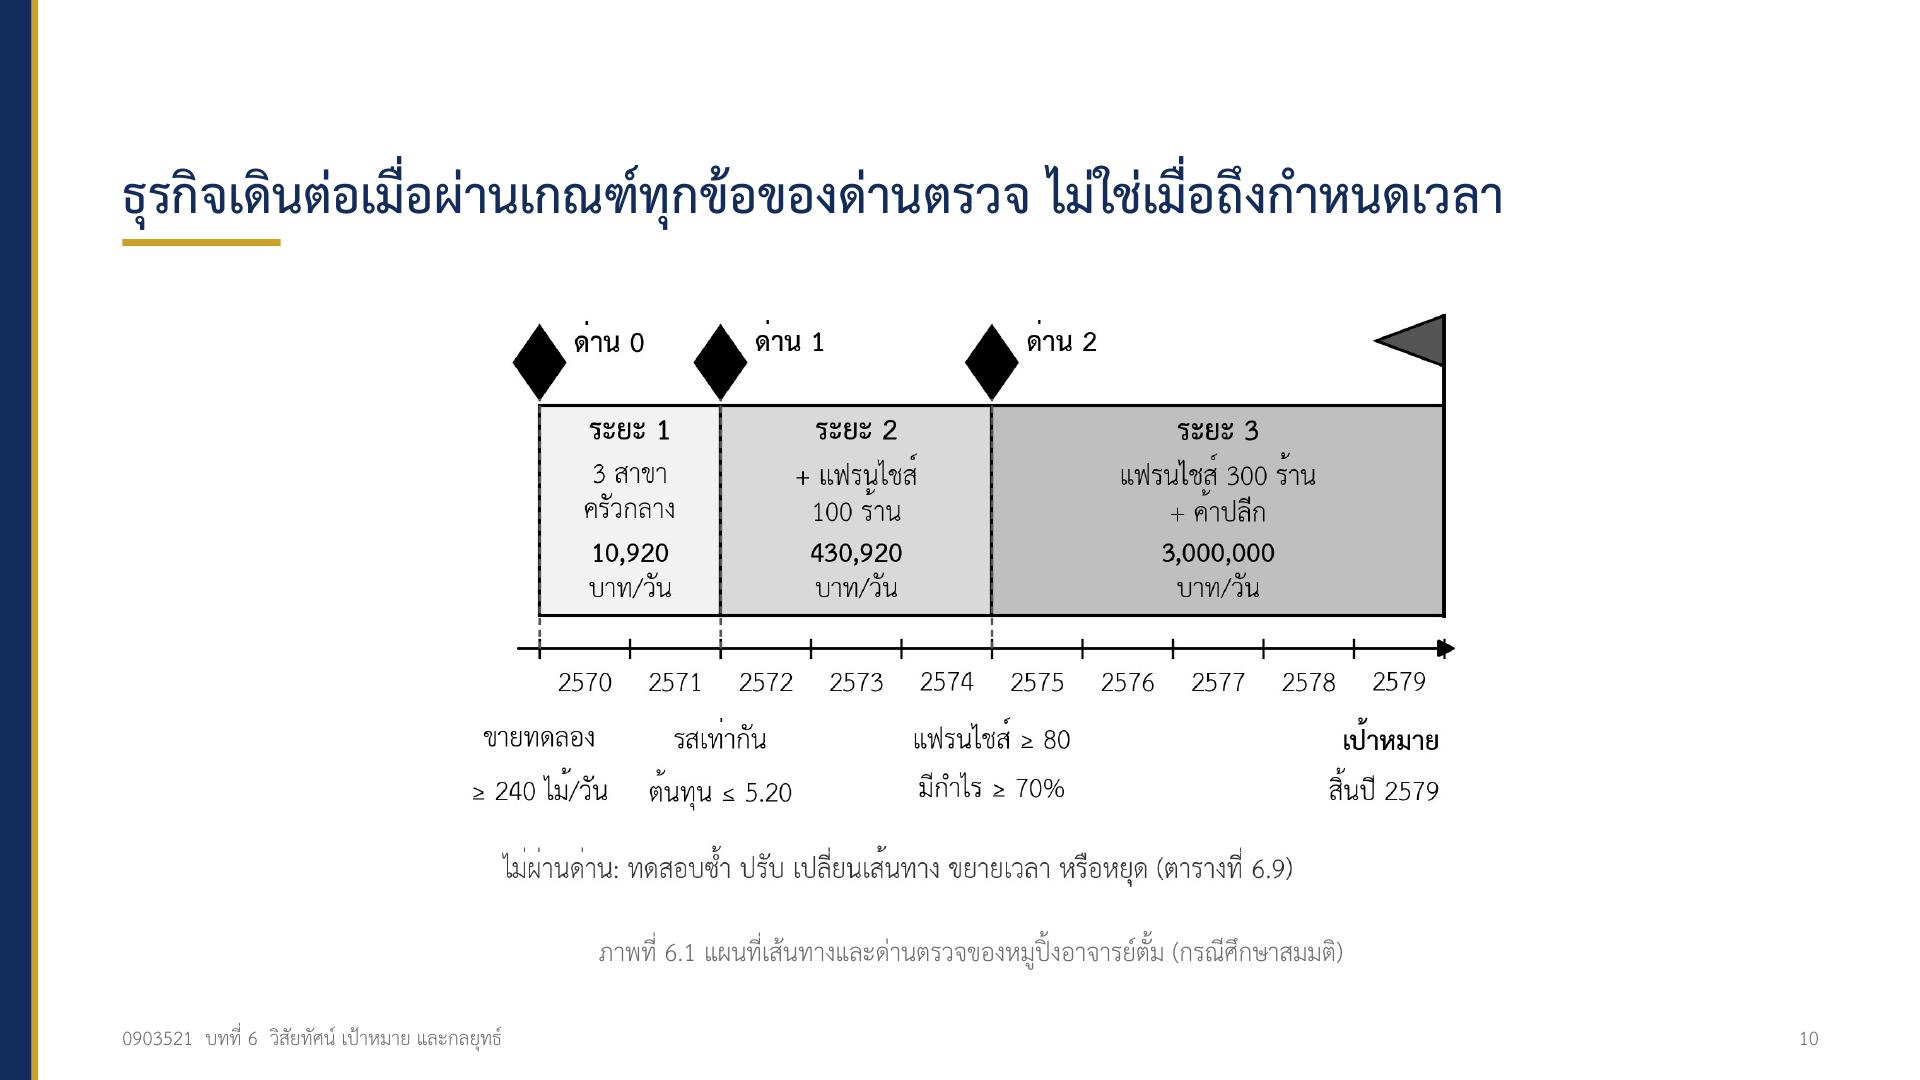 ธุรกิจเดินต่อเมื่อผ่านเกณฑ์ทุกข้อของด่านตรวจ ไม่ใช่เมื่อถึงกำหนดเวลา
ด่าน 0
ด่าน 1
ด่าน 2
ระยะ 1
3 สาขา
ครัวกลาง
10,920
บาท/วัน
ระยะ 2
+ แฟรนไชส์
100 ร้าน
430,920
บาท/วัน
ระยะ 3
แฟรนไชส์ 300 ร้าน
+ ค้าปลีก
3,000,000
บาท/วัน
2570 2571 2572 2573 2574 2575 2576 2577 2578 2579
ขายทดลอง
≥ 240 ไม้/วัน
รสเท่ากัน
ต้นทุน ≤ 5.20
แฟรนไชส์ ≥ 80
มีกำไร ≥ 70%
เป้าหมาย
สิ้นปี 2579
ไม่ผ่านด่าน: ทดสอบซ้ำ ปรับ เปลี่ยนเส้นทาง ขยายเวลา หรือหยุด (ตารางที่ 6.9)
ภาพที่ 6.1 แผนที่เส้นทางและด่านตรวจของหมูปิ้งอาจารย์ตั้ม (กรณีศึกษาสมมติ)
0903521 บทที่ 6 วิสัยทัศน์ เป้าหมาย และกลยุทธ์
10